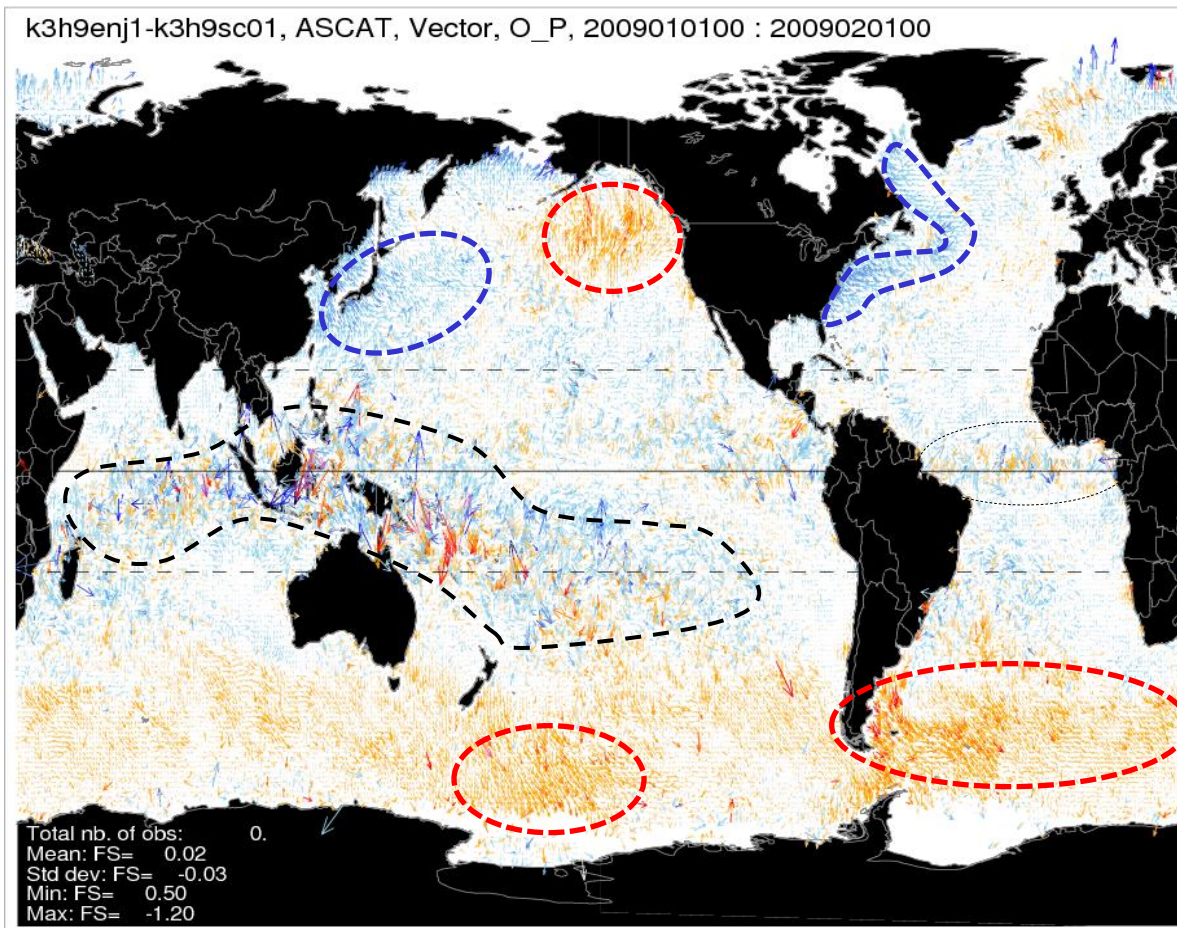 k3h9enj1-k3h9sc01, ASCAT, Vector, O_P, 2009010100 : 2009020100
Total nb. of obs: 0.
Mean: FS= 0.02
Std dev: FS= -0.03
Min: FS= 0.50
Max: FS= -1.20